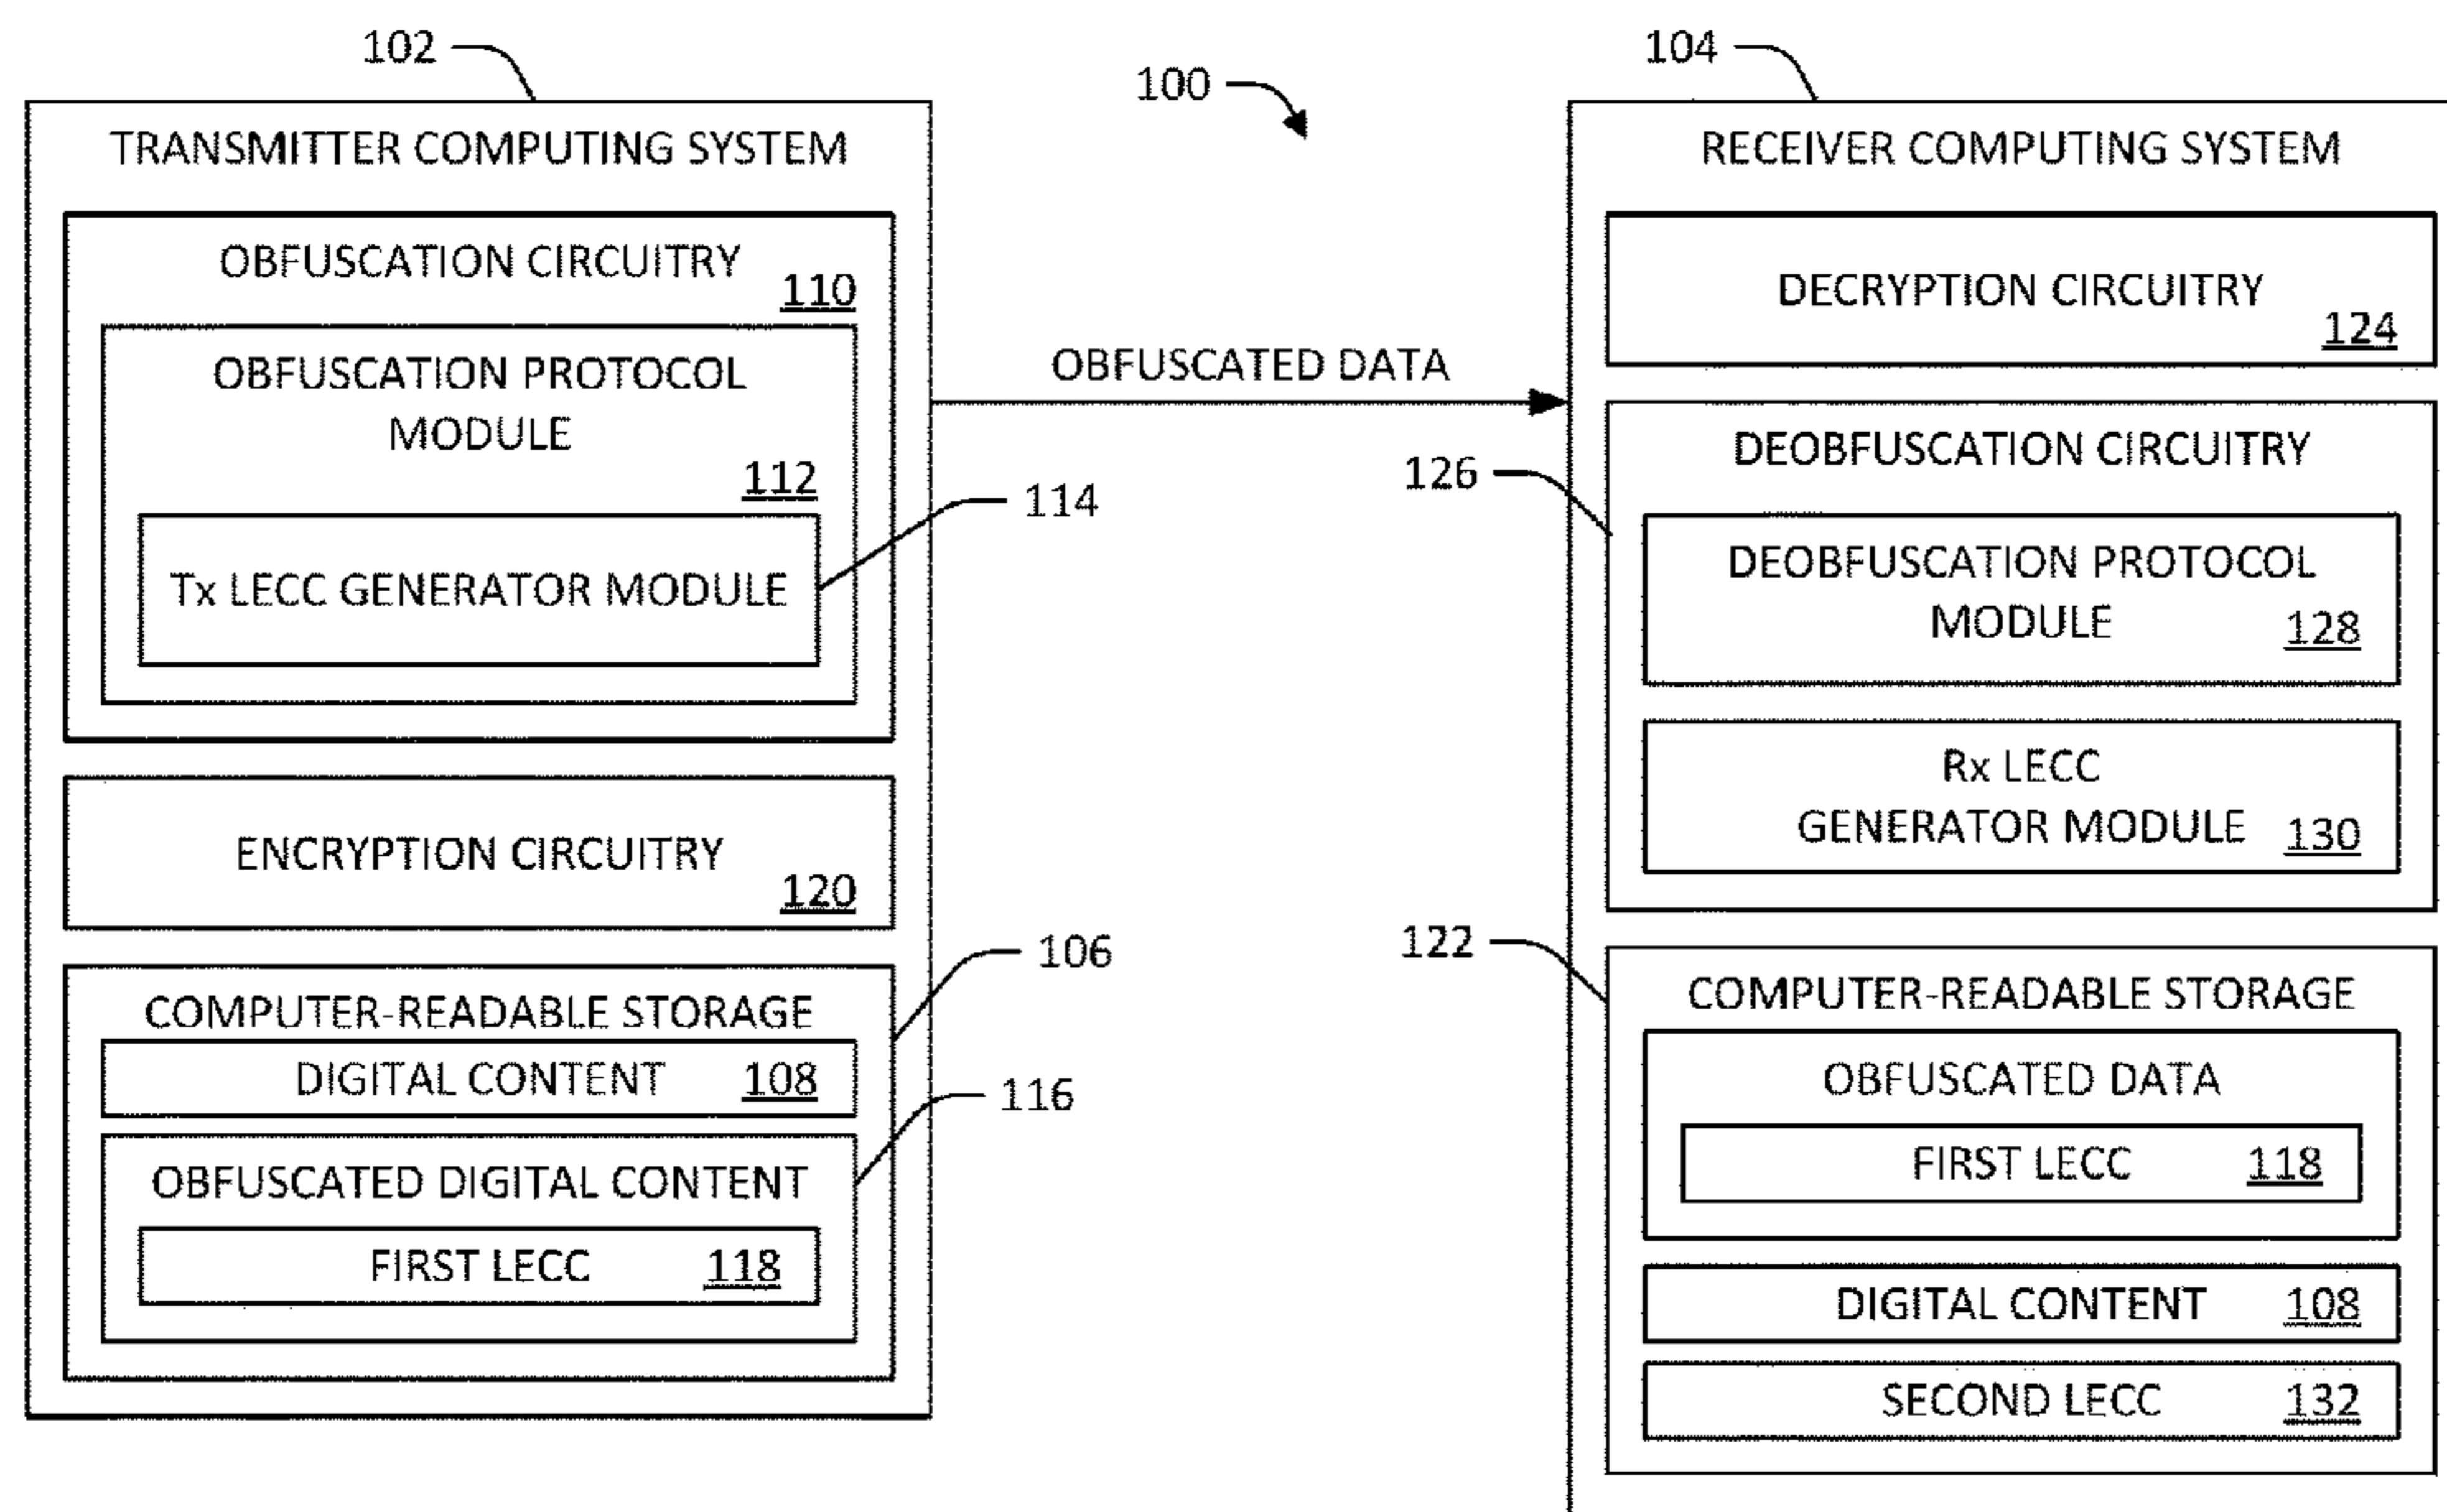 102
100
104
TRANSMITTER COMPUTING SYSTEM
OBFUSCATION CIRCUITRY
110
OBFUSCATION PROTOCOL
MODULE
112
Tx LECC GENERATOR MODULE
114
ENCRYPTION CIRCUITRY
120
106
COMPUTER-READABLE STORAGE
DIGITAL CONTENT 108
116
OBFUSCATED DIGITAL CONTENT
FIRST LECC 118
OBFUSCATED DATA
RECEIVER COMPUTING SYSTEM
DECRYPTION CIRCUITRY
124
126
DEOBFUSCATION CIRCUITRY
DEOBFUSCATION PROTOCOL
MODULE 128
Rx LECC
GENERATOR MODULE 130
122
COMPUTER-READABLE STORAGE
OBFUSCATED DATA
FIRST LECC 118
DIGITAL CONTENT 108
SECOND LECC 132